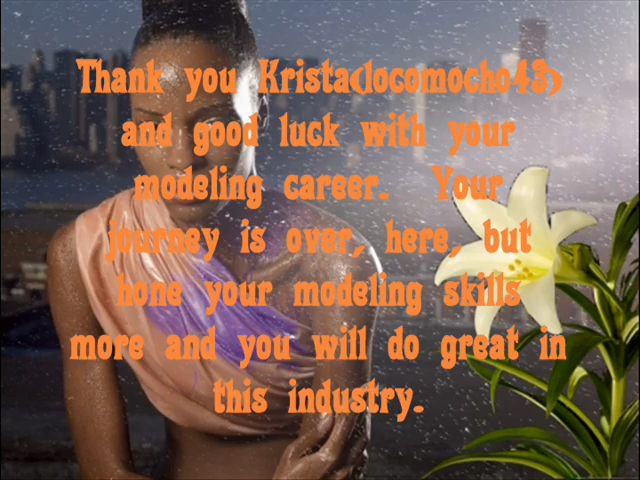 Thank you Krista(locomocho43)
and good luck with your
modeling career. Your
journey is over, here, but
hone your modeling skills
more and you will do great in
this industry.